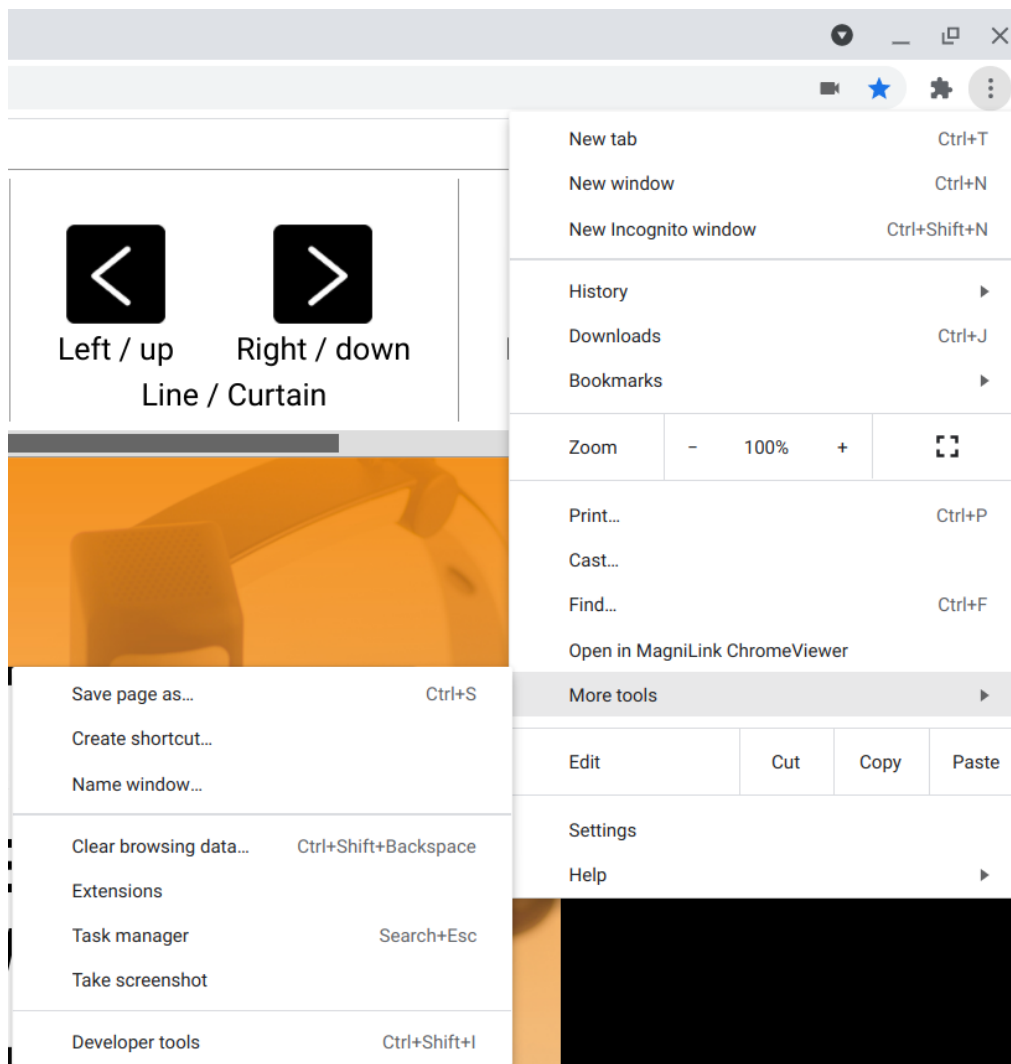 New tab Ctrl+T
New window Ctrl+N
New Incognito window Ctrl+Shift+N
History
Downloads Ctrl+J
Bookmarks
Zoom - 100% +
Print... Ctrl+P
Cast...
Find... Ctrl+F
Open in MagniLink ChromeViewer
More tools
Edit Cut Copy Paste
Settings
Help
Left / up Right / down
Line / Curtain
Save page as... Ctrl+S
Create shortcut...
Name window...
Clear browsing data... Ctrl+Shift+Backspace
Extensions
Task manager Search+Esc
Take screenshot
Developer tools Ctrl+Shift+I